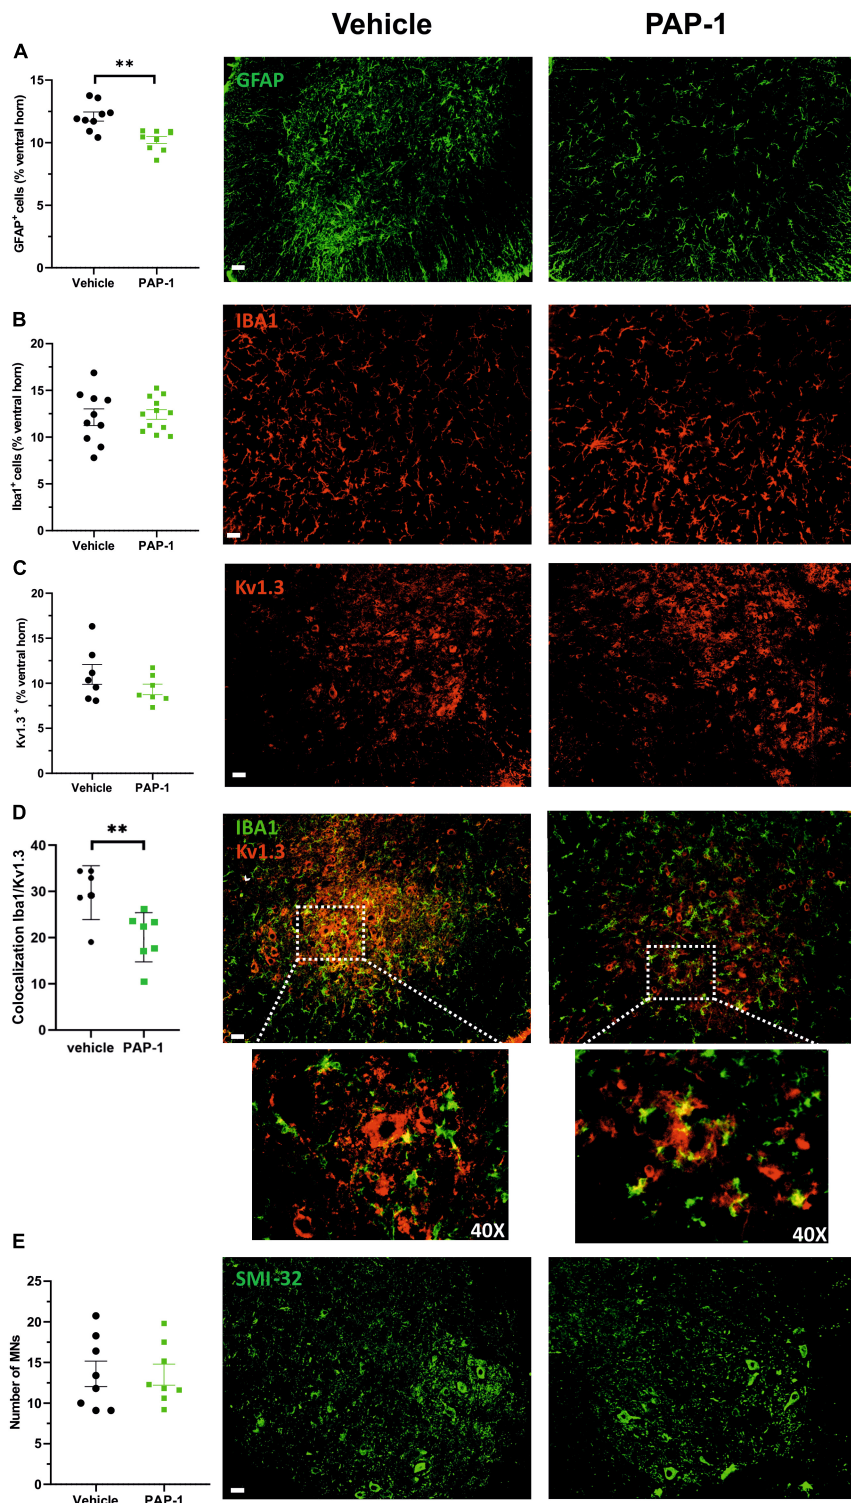 Vehicle PAP-1
A
GFAP+ cells (% ventral horn)
15
10
5
0
**
Vehicle PAP-1
GFAP
B
Iba1+ cells (% ventral horn)
20
15
10
5
0
Vehicle PAP-1
IBA1
C
Kv1.3 + (% ventral horn)
20
15
10
5
0
Vehicle PAP-1
Kv1.3
D
Colocalization Iba1/Kv1.3
40
30
20
10
0
**
vehicle PAP-1
IBA1
Kv1.3
40X
40X
E
Number of MNs
25
20
15
10
5
0
Vehicle PAP-1
SMI-32